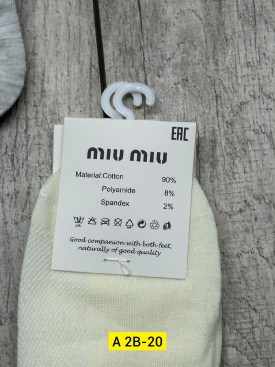 EAC
miu miu
Material:Cotton 90%
Polyamide 8%
Spandex 2%
Good companion with both feet,
naturally of good quality
A 2B-20